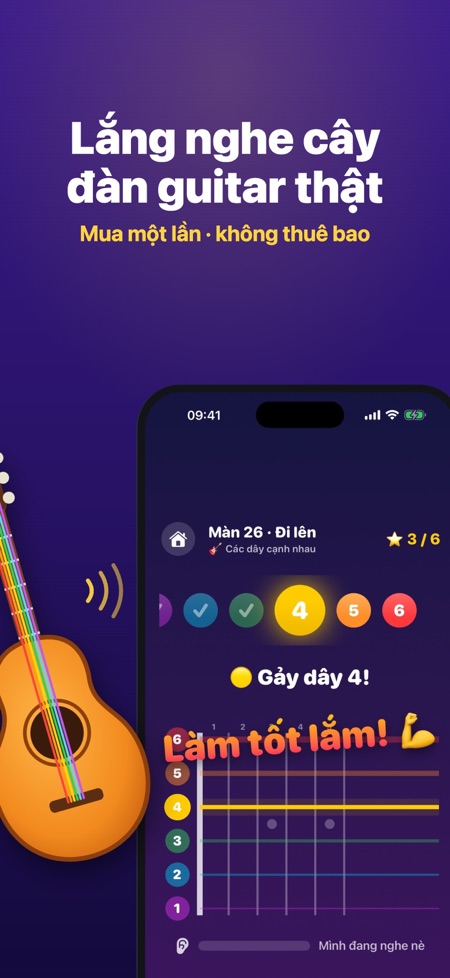 Lắng nghe cây
đàn guitar thật
Mua một lần · không thuê bao
09:41
Màn 26 · Đi lên
Các dây cạnh nhau
3 / 6
4
5
6
Gảy dây 4!
1 2 4
Làm tốt lắm!
6
5
4
3
2
1
Mình đang nghe nè